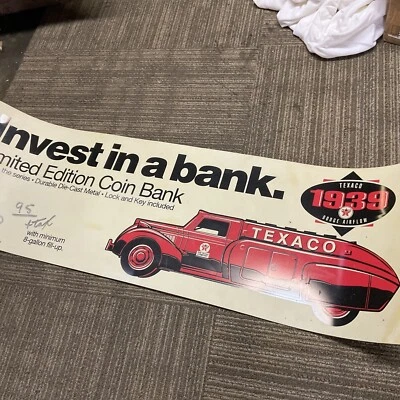 Invest in a bank.
mited Edition Coin Bank
the series • Durable Die-Cast Metal • Lock and Key included
95
+tax
with minimum
8-gallon fill-up.
TEXACO
1939
DODGE AIRFLOW
TEXACO